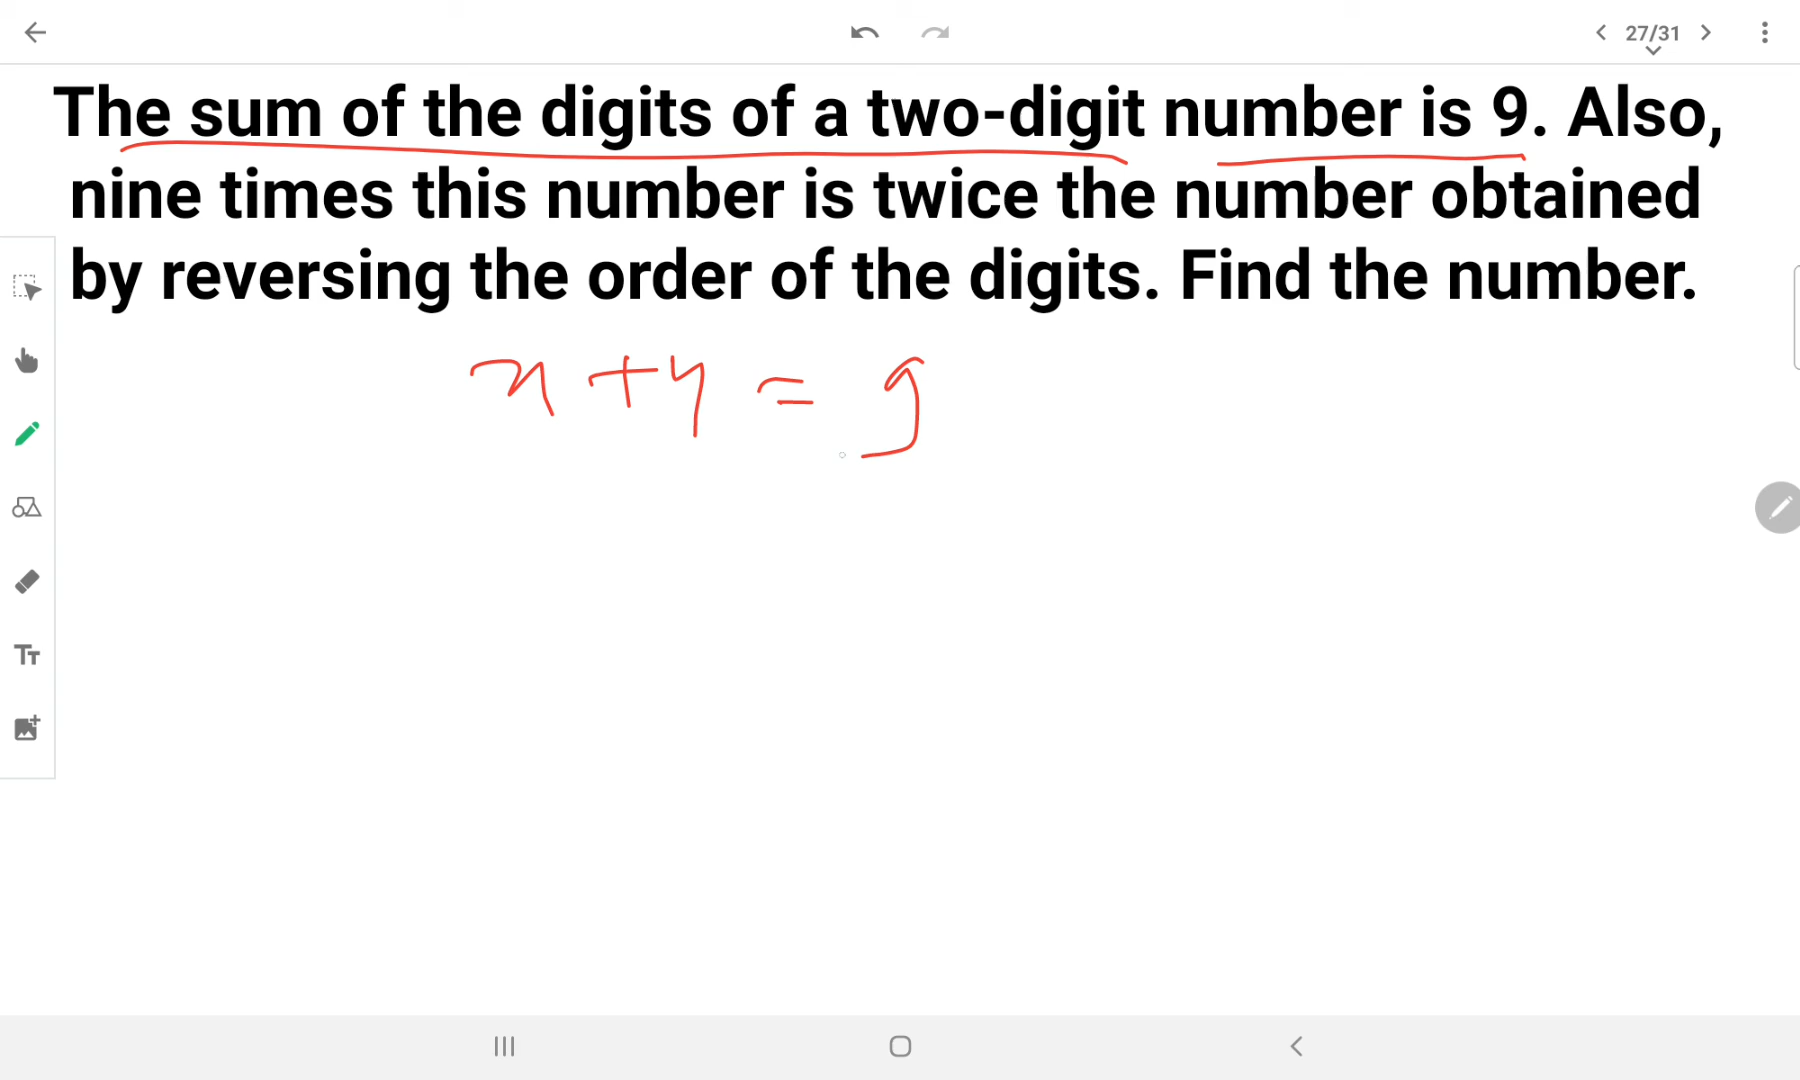 27/31
The sum of the digits of a two-digit number is 9. Also,
nine times this number is twice the number obtained
by reversing the order of the digits. Find the number.
x + y = 9
TT